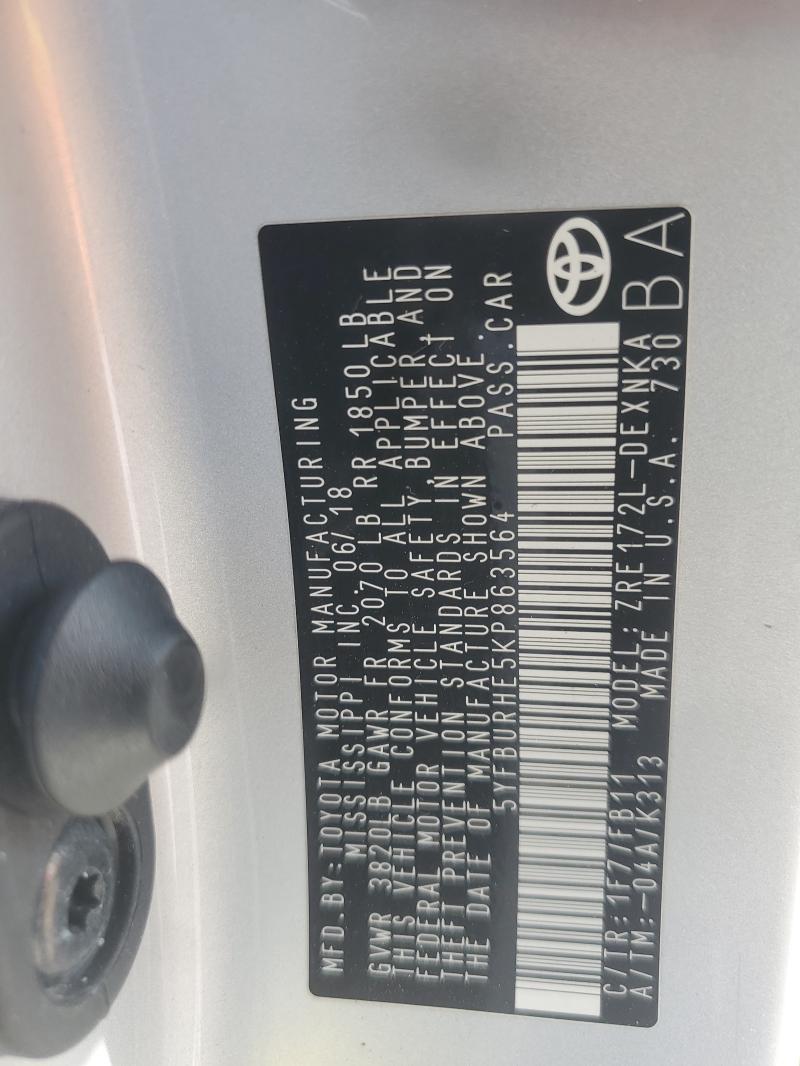 MFD.BY:TOYOTA MOTOR MANUFACTURING
MISSISSIPPI INC.06/18
GVWR 3820LB GAWR FR 2070LB RR 1850LB
THIS VEHICLE CONFORMS TO ALL APPLICABLE
FEDERAL MOTOR VEHICLE SAFETY, BUMPER, AND
THEFT PREVENTION STANDARDS IN EFFECT ON
THE DATE OF MANUFACTURE SHOWN ABOVE.
5YFBURHE5KP863564 PASS.CAR
C/TR:1F7/FB11 MODEL:ZRE172L-DEXNKA
A/TM:-04A/K313 MADE IN U.S.A. 730
BA